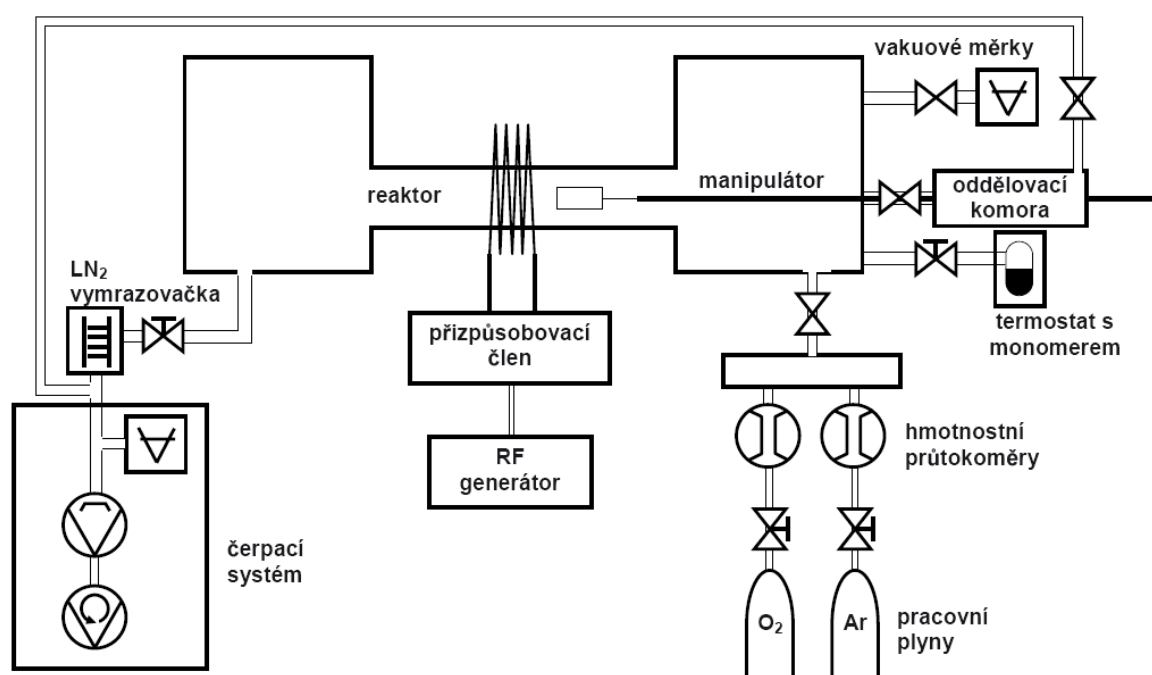 vakuové měrky
reaktor
manipulátor
oddělovací
komora
LN₂
vymrazovačka
přizpůsobovací
člen
termostat s
monomerem
RF
generátor
hmotnostní
průtokoměry
čerpací
systém
O₂
Ar
pracovní
plyny